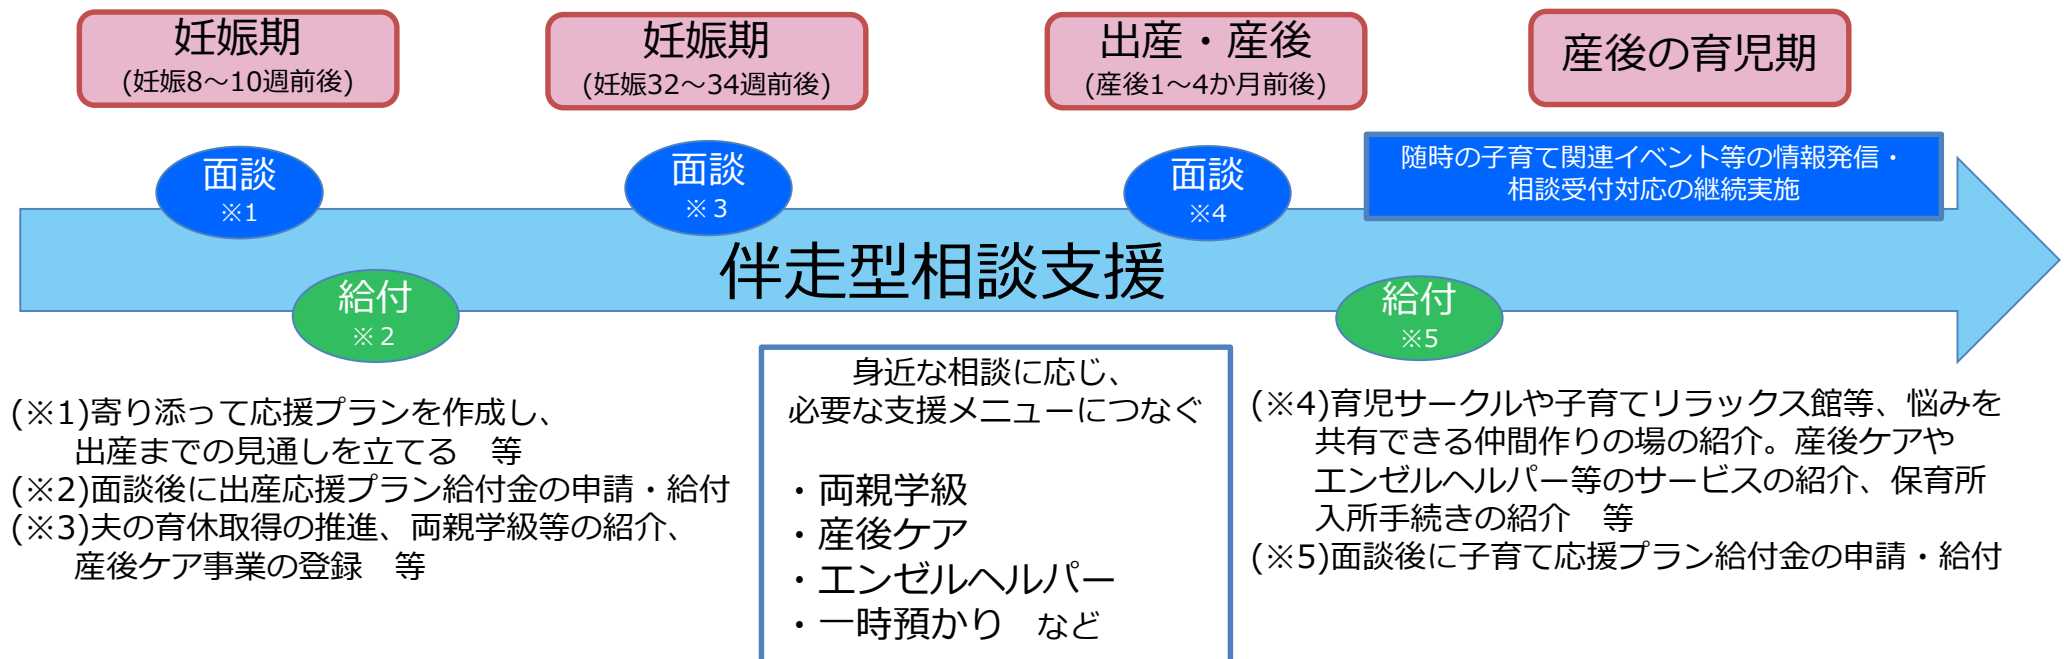 妊娠期
(妊娠8～10週前後)
妊娠期
(妊娠32～34週前後)
出産・産後
(産後1～4か月前後)
産後の育児期
面談
※1
面談
※３
面談
※4
随時の子育て関連イベント等の情報発信・
相談受付対応の継続実施
伴走型相談支援
給付
※２
給付
※5
(※1)寄り添って応援プランを作成し、
出産までの見通しを立てる　等
(※2)面談後に出産応援プラン給付金の申請・給付
(※3)夫の育休取得の推進、両親学級等の紹介、
産後ケア事業の登録　等
身近な相談に応じ、
必要な支援メニューにつなぐ
・両親学級
・産後ケア
・エンゼルヘルパー
・一時預かり　など
(※4)育児サークルや子育てリラックス館等、悩みを
共有できる仲間作りの場の紹介。産後ケアや
エンゼルヘルパー等のサービスの紹介、保育所
入所手続きの紹介　等
(※5)面談後に子育て応援プラン給付金の申請・給付